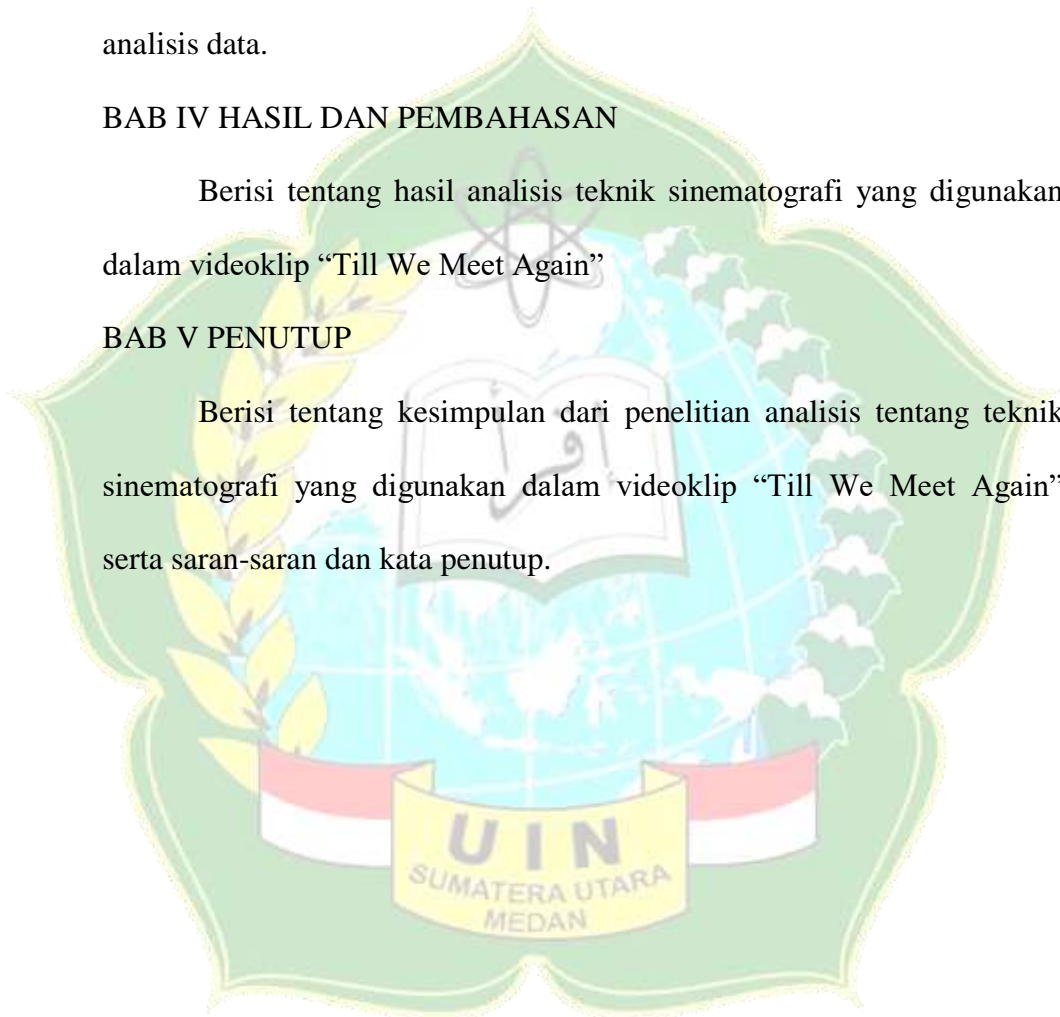 analisis data.
BAB IV HASIL DAN PEMBAHASAN
Berisi tentang hasil analisis teknik sinematografi yang digunakan
dalam videoklip “Till We Meet Again”
BAB V PENUTUP
Berisi tentang kesimpulan dari penelitian analisis tentang teknik
sinematografi yang digunakan dalam videoklip “Till We Meet Again”
serta saran-saran dan kata penutup.
اقرأ
UIN
SUMATERA UTARA
MEDAN